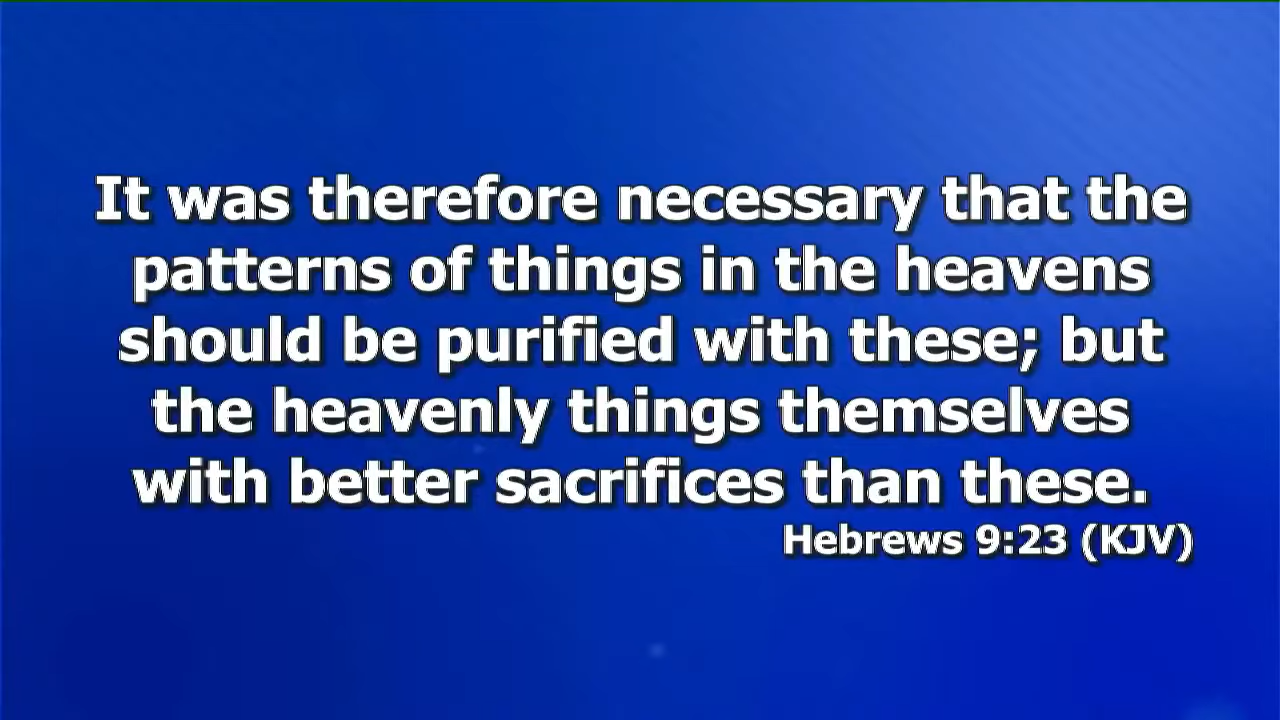 It was therefore necessary that the
patterns of things in the heavens
should be purified with these; but
the heavenly things themselves
with better sacrifices than these.
Hebrews 9:23 (KJV)